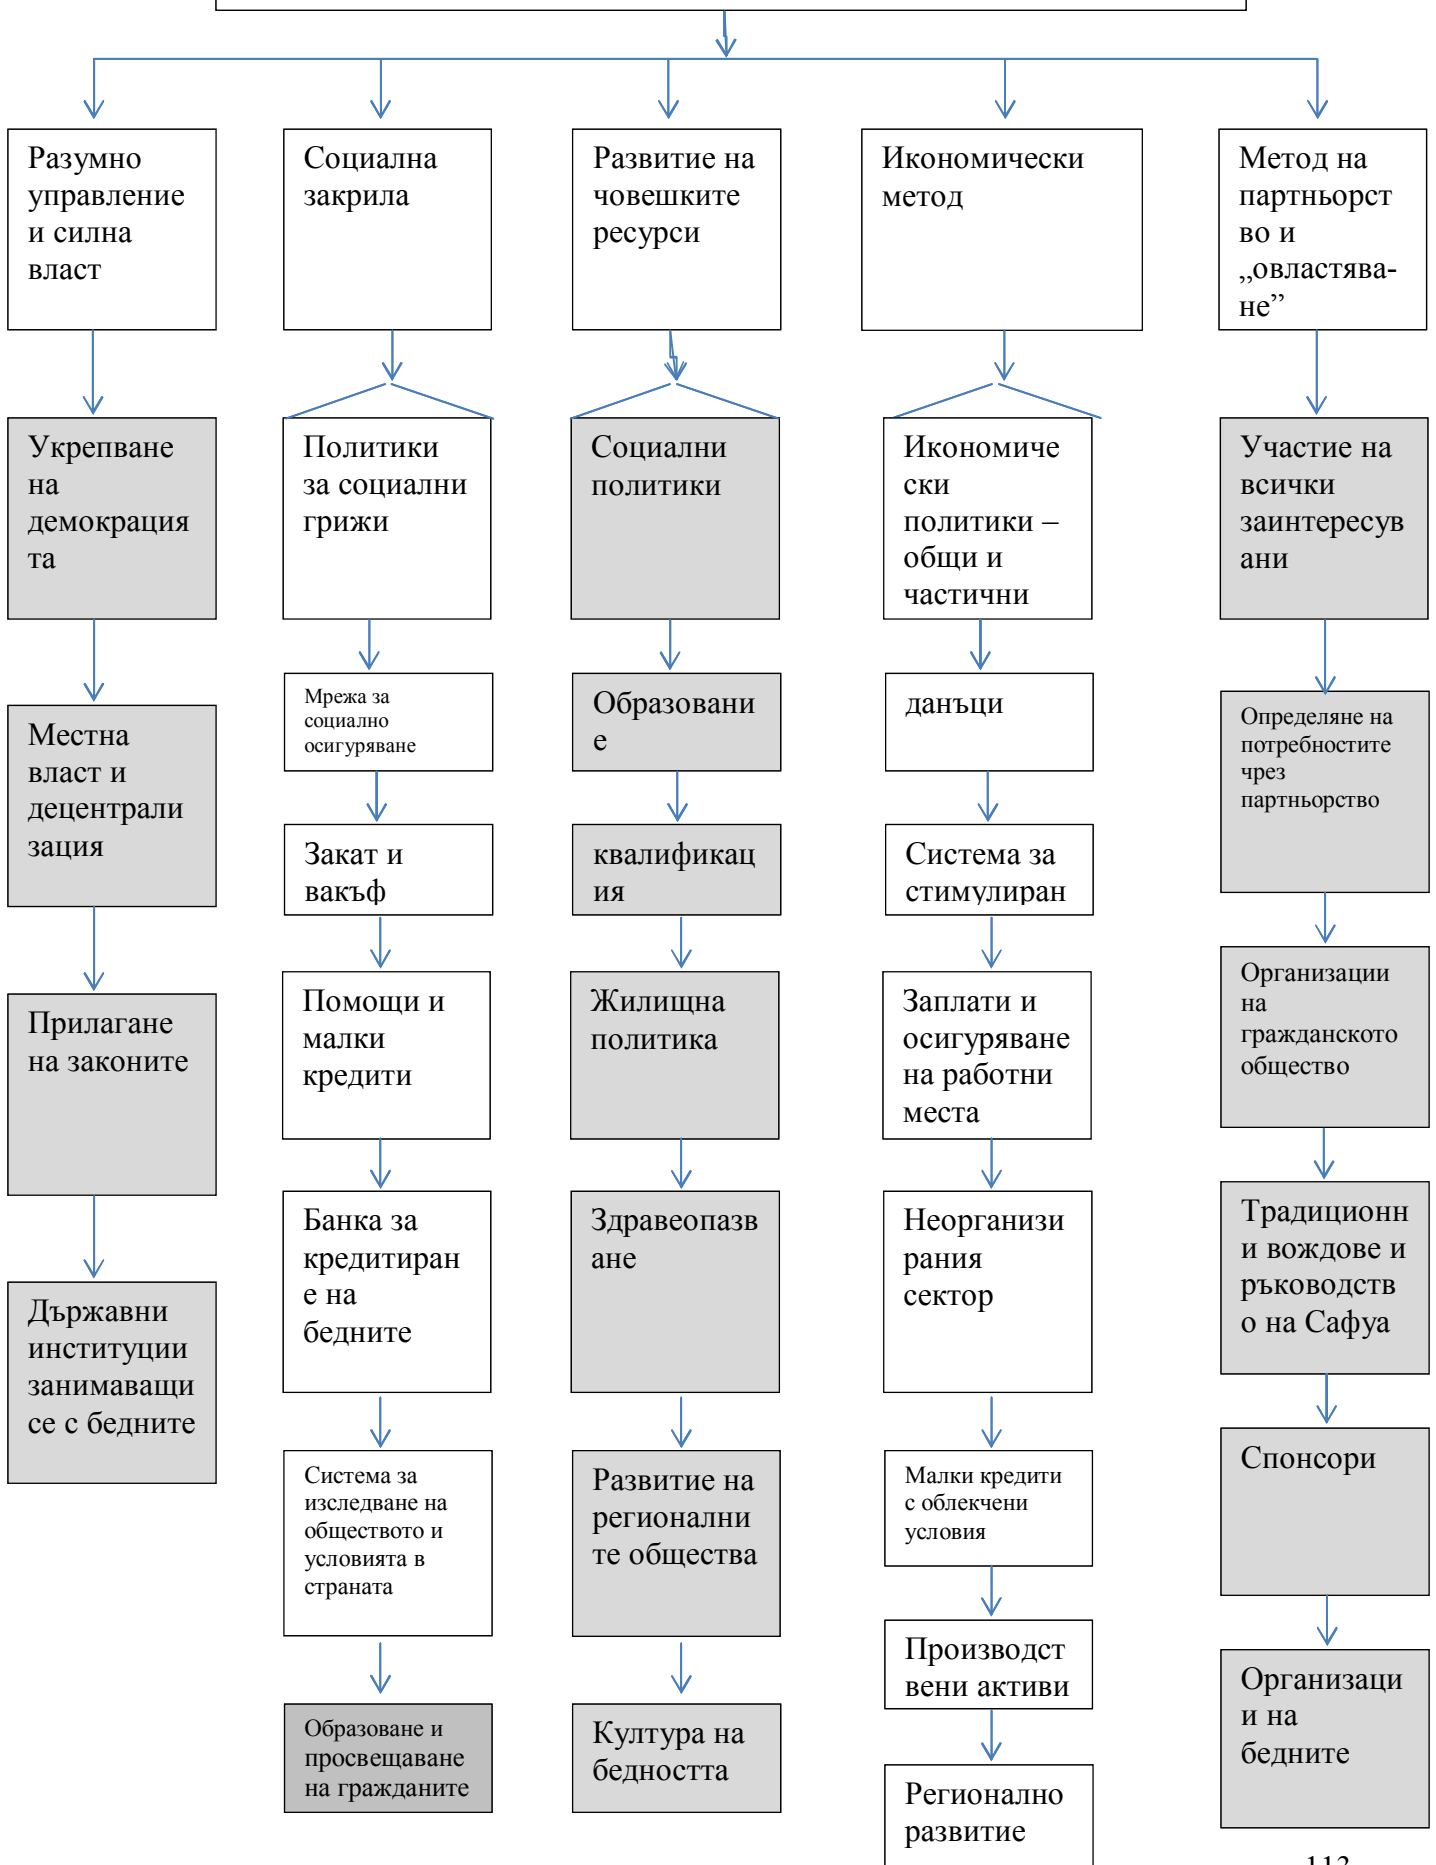 Разумно
управление
и силна
власт
Социална
закрила
Развитие на
човешките
ресурси
Икономически
метод
Метод на
партньорст
во и
„овластява-
не”
Укрепване
на
демокрация
та
Политики
за социални
грижи
Социални
политики
Икономиче
ски
политики –
общи и
частични
Участие на
всички
заинтересув
ани
Местна
власт и
децентрали
зация
Мрежа за
социално
осигуряване
Образовани
е
данъци
Определяне на
потребностите
чрез
партньорство
Закат и
вакъф
квалификац
ия
Система за
стимулиран
Прилагане
на законите
Помощи и
малки
кредити
Жилищна
политика
Заплати и
осигуряване
на работни
места
Организации
на
гражданското
общество
Държавни
институции
занимаващи
се с бедните
Банка за
кредитиран
е на
бедните
Здравеопазв
ане
Неорганизи
рания
сектор
Традиционн
и вождове и
ръководств
о на Сафуа
Система за
изследване на
обществото и
условията в
страната
Развитие на
регионални
те общества
Малки кредити
с облекчени
условия
Спонсори
Образоване и
просвещаване
на гражданите
Култура на
бедността
Производст
вени активи
Организаци
и на
бедните
Регионално
развитие
113